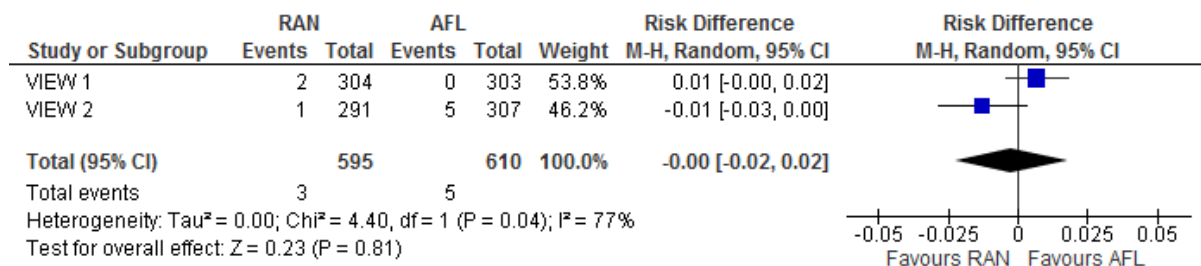 RAN AFL Risk Difference Risk Difference
Study or Subgroup Events Total Events Total Weight M-H, Random, 95% CI M-H, Random, 95% CI
VIEW 1 2 304 0 303 53.8% 0.01 [-0.00, 0.02]
VIEW 2 1 291 5 307 46.2% -0.01 [-0.03, 0.00]
Total (95% CI) 595 610 100.0% -0.00 [-0.02, 0.02]
Total events 3 5
Heterogeneity: Tau² = 0.00; Chi² = 4.40, df = 1 (P = 0.04); I² = 77%
Test for overall effect: Z = 0.23 (P = 0.81)
-0.05 -0.025 0 0.025 0.05
Favours RAN Favours AFL